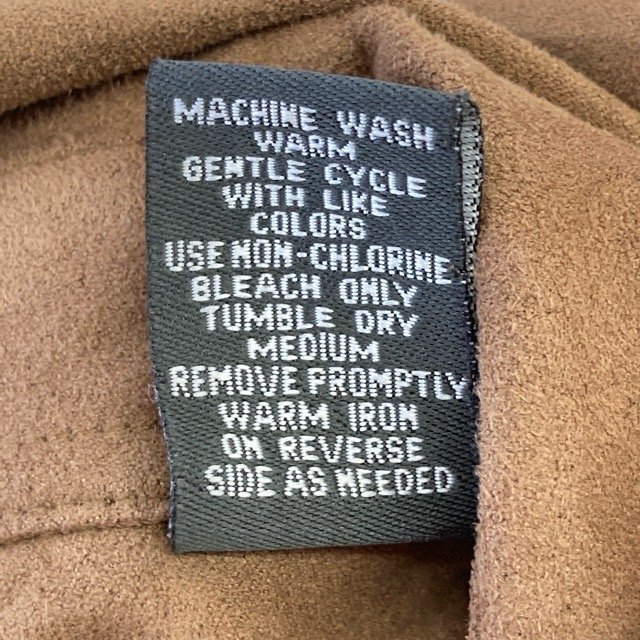 MACHINE WASH
WARM
GENTLE CYCLE
WITH LIKE
COLORS
USE NON-CHLORINE
BLEACH ONLY
TUMBLE DRY
MEDIUM
REMOVE PROMPTLY
WARM IRON
ON REVERSE
SIDE AS NEEDED